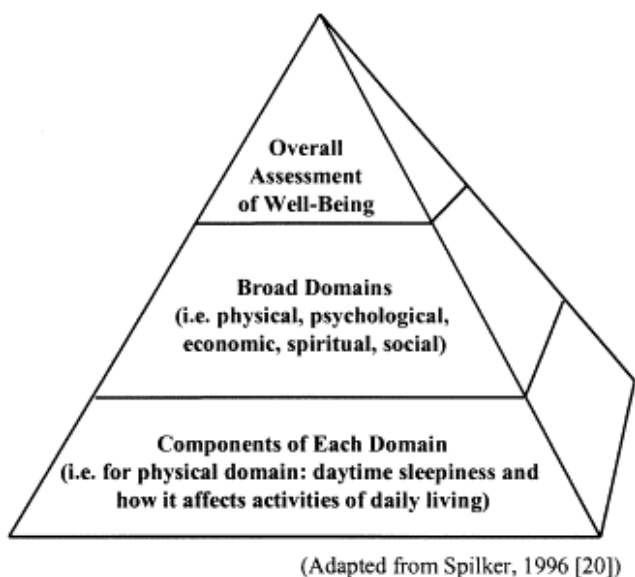 Overall
Assessment
of Well-Being
Broad Domains
(i.e. physical, psychological,
economic, spiritual, social)
Components of Each Domain
(i.e. for physical domain: daytime sleepiness and
how it affects activities of daily living)
(Adapted from Spilker, 1996 [20])